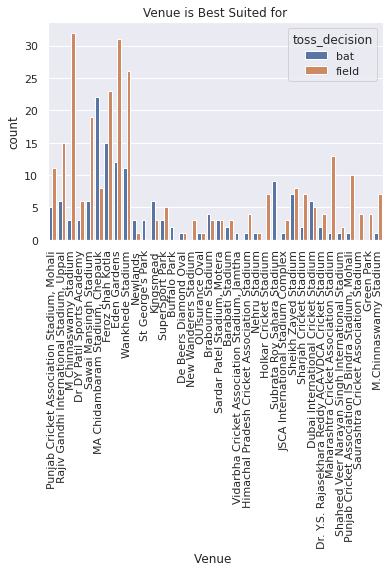 Venue is Best Suited for
toss_decision
bat
field
count
30
25
20
15
10
5
0
Punjab Cricket Association Stadium, Mohali
Rajiv Gandhi International Stadium, Uppal
M Chinnaswamy Stadium
Dr DY Patil Sports Academy
Sawai Mansingh Stadium
MA Chidambaram Stadium, Chepauk
Feroz Shah Kotla
Eden Gardens
Wankhede Stadium
Newlands
St George's Park
Kingsmead
SuperSport Park
Buffalo Park
De Beers Diamond Oval
New Wanderers Stadium
OUTsurance Oval
Brabourne Stadium
Sardar Patel Stadium, Motera
Barabati Stadium
Vidarbha Cricket Association Stadium, Jamtha
Himachal Pradesh Cricket Association Stadium
Nehru Stadium
Holkar Cricket Stadium
Subrata Roy Sahara Stadium
JSCA International Stadium Complex
Sheikh Zayed Stadium
Sharjah Cricket Stadium
Dubai International Cricket Stadium
Dr. Y.S. Rajasekhara Reddy ACA-VDCA Cricket Stadium
Maharashtra Cricket Association Stadium
Shaheed Veer Narayan Singh International Stadium
Punjab Cricket Association IS Bindra Stadium, Mohali
Saurashtra Cricket Association Stadium
Green Park
M.Chinnaswamy Stadium
Venue